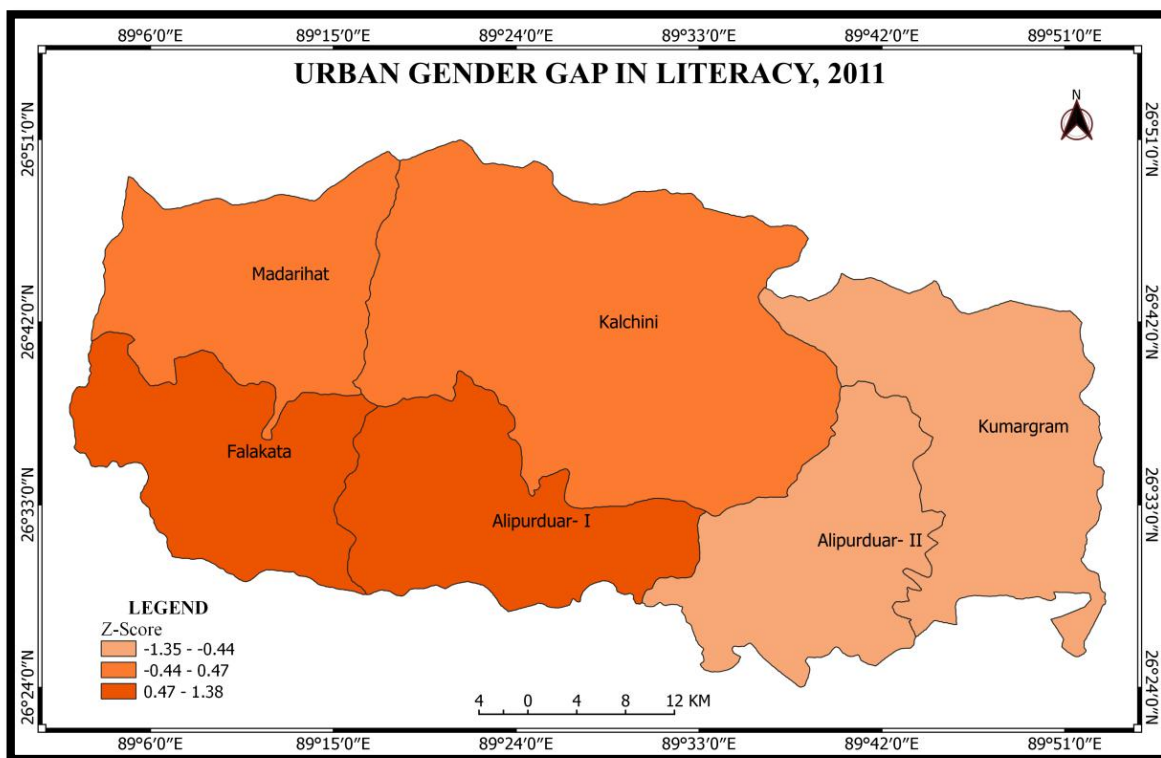 89°6′0″E 89°15′0″E 89°24′0″E 89°33′0″E 89°42′0″E 89°51′0″E
URBAN GENDER GAP IN LITERACY, 2011
N
26°51′0″N 26°51′0″N
Madarihat
Kalchini
26°42′0″N 26°42′0″N
Kumargram
Falakata
26°33′0″N 26°33′0″N
Alipurduar- I
Alipurduar- II
LEGEND
Z-Score
-1.35 - -0.44
-0.44 - 0.47
0.47 - 1.38
26°24′0″N 26°24′0″N
4 0 4 8 12 KM
89°6′0″E 89°15′0″E 89°24′0″E 89°33′0″E 89°42′0″E 89°51′0″E